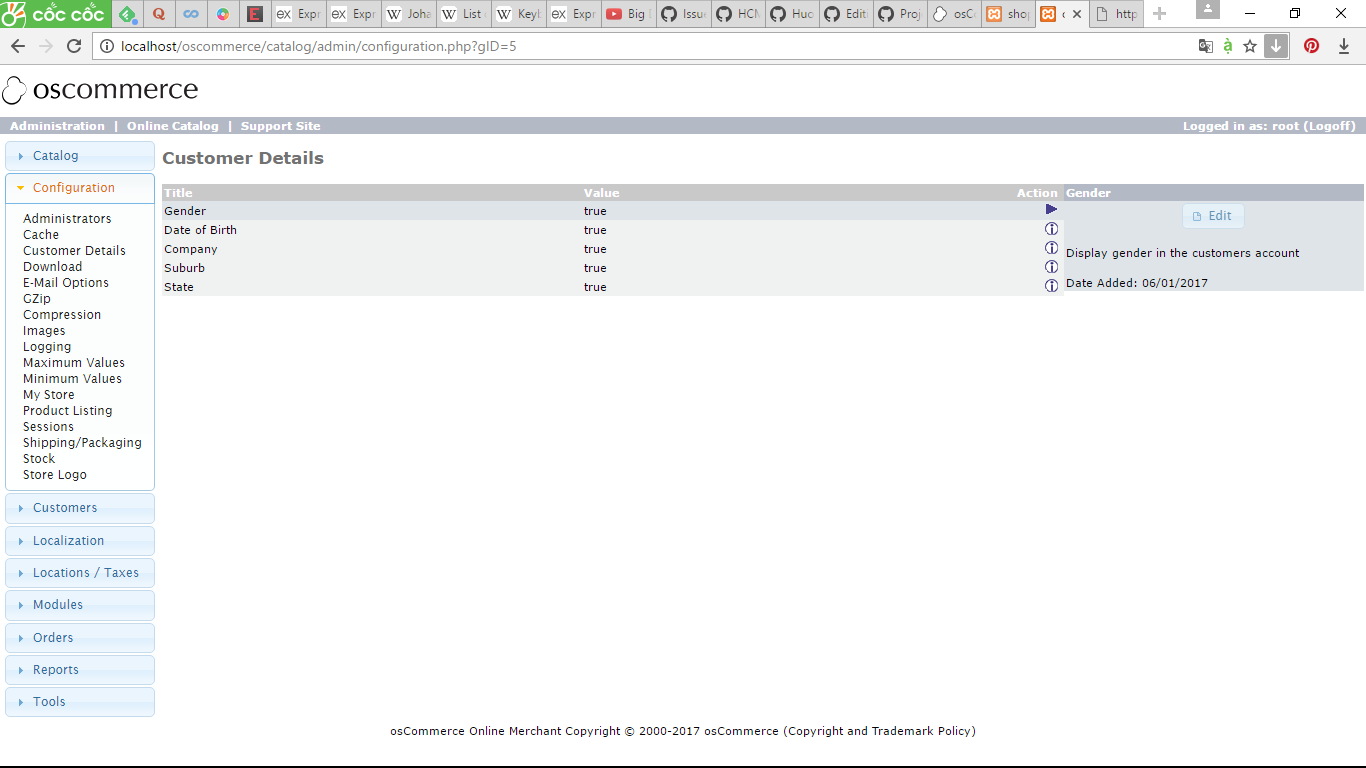 cốc cốc Q E ex Expr ex Expr W Joha W List W Keyl ex Expr Big Issu HCM Huo Edit Proj osC shop http
localhost/oscommerce/catalog/admin/configuration.php?gID=5
oscommerce
Administration | Online Catalog | Support Site Logged in as: root (Logoff)
Catalog
Configuration
Administrators
Cache
Customer Details
Download
E-Mail Options
GZip
Compression
Images
Logging
Maximum Values
Minimum Values
My Store
Product Listing
Sessions
Shipping/Packaging
Stock
Store Logo
Customers
Localization
Locations / Taxes
Modules
Orders
Reports
Tools
Customer Details
Title Value Action
Gender true
Date of Birth true
Company true
Suburb true
State true
Gender
Edit
Display gender in the customers account
Date Added: 06/01/2017
osCommerce Online Merchant Copyright © 2000-2017 osCommerce (Copyright and Trademark Policy)